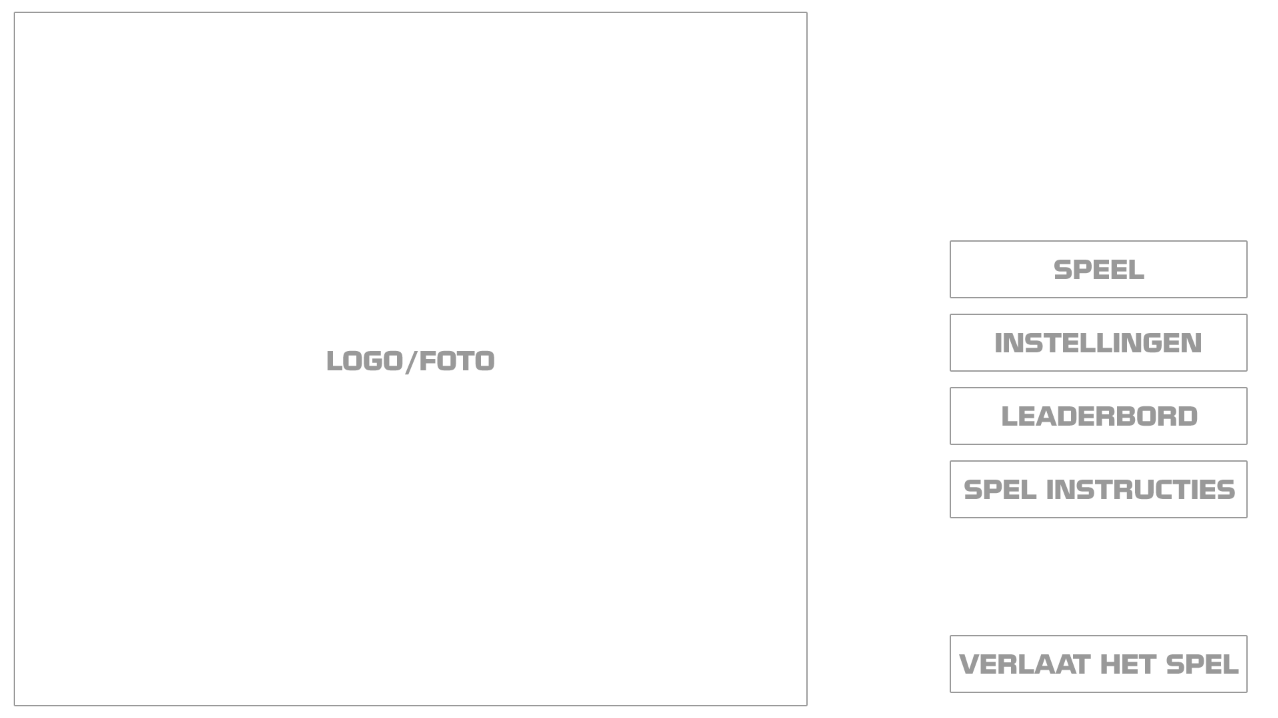 LOGO/FOTO
SPEEL
INSTELLINGEN
LEADERBORD
SPEL INSTRUCTIES
VERLAAT HET SPEL